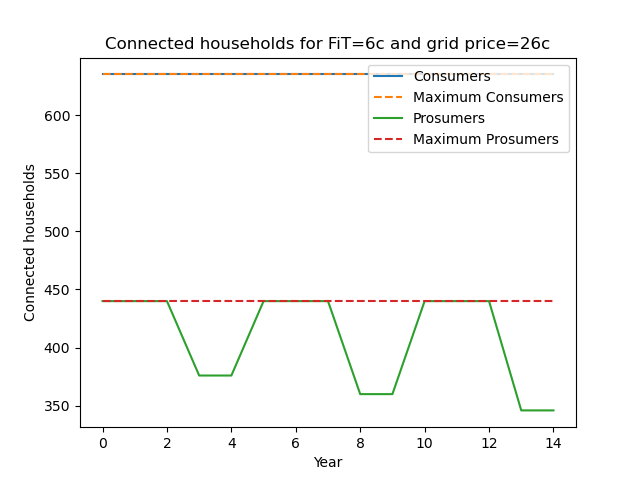 Connected households for FiT=6c and grid price=26c
Consumers
Maximum Consumers
Prosumers
Maximum Prosumers
Connected households
600
550
500
450
400
350
0 2 4 6 8 10 12 14
Year